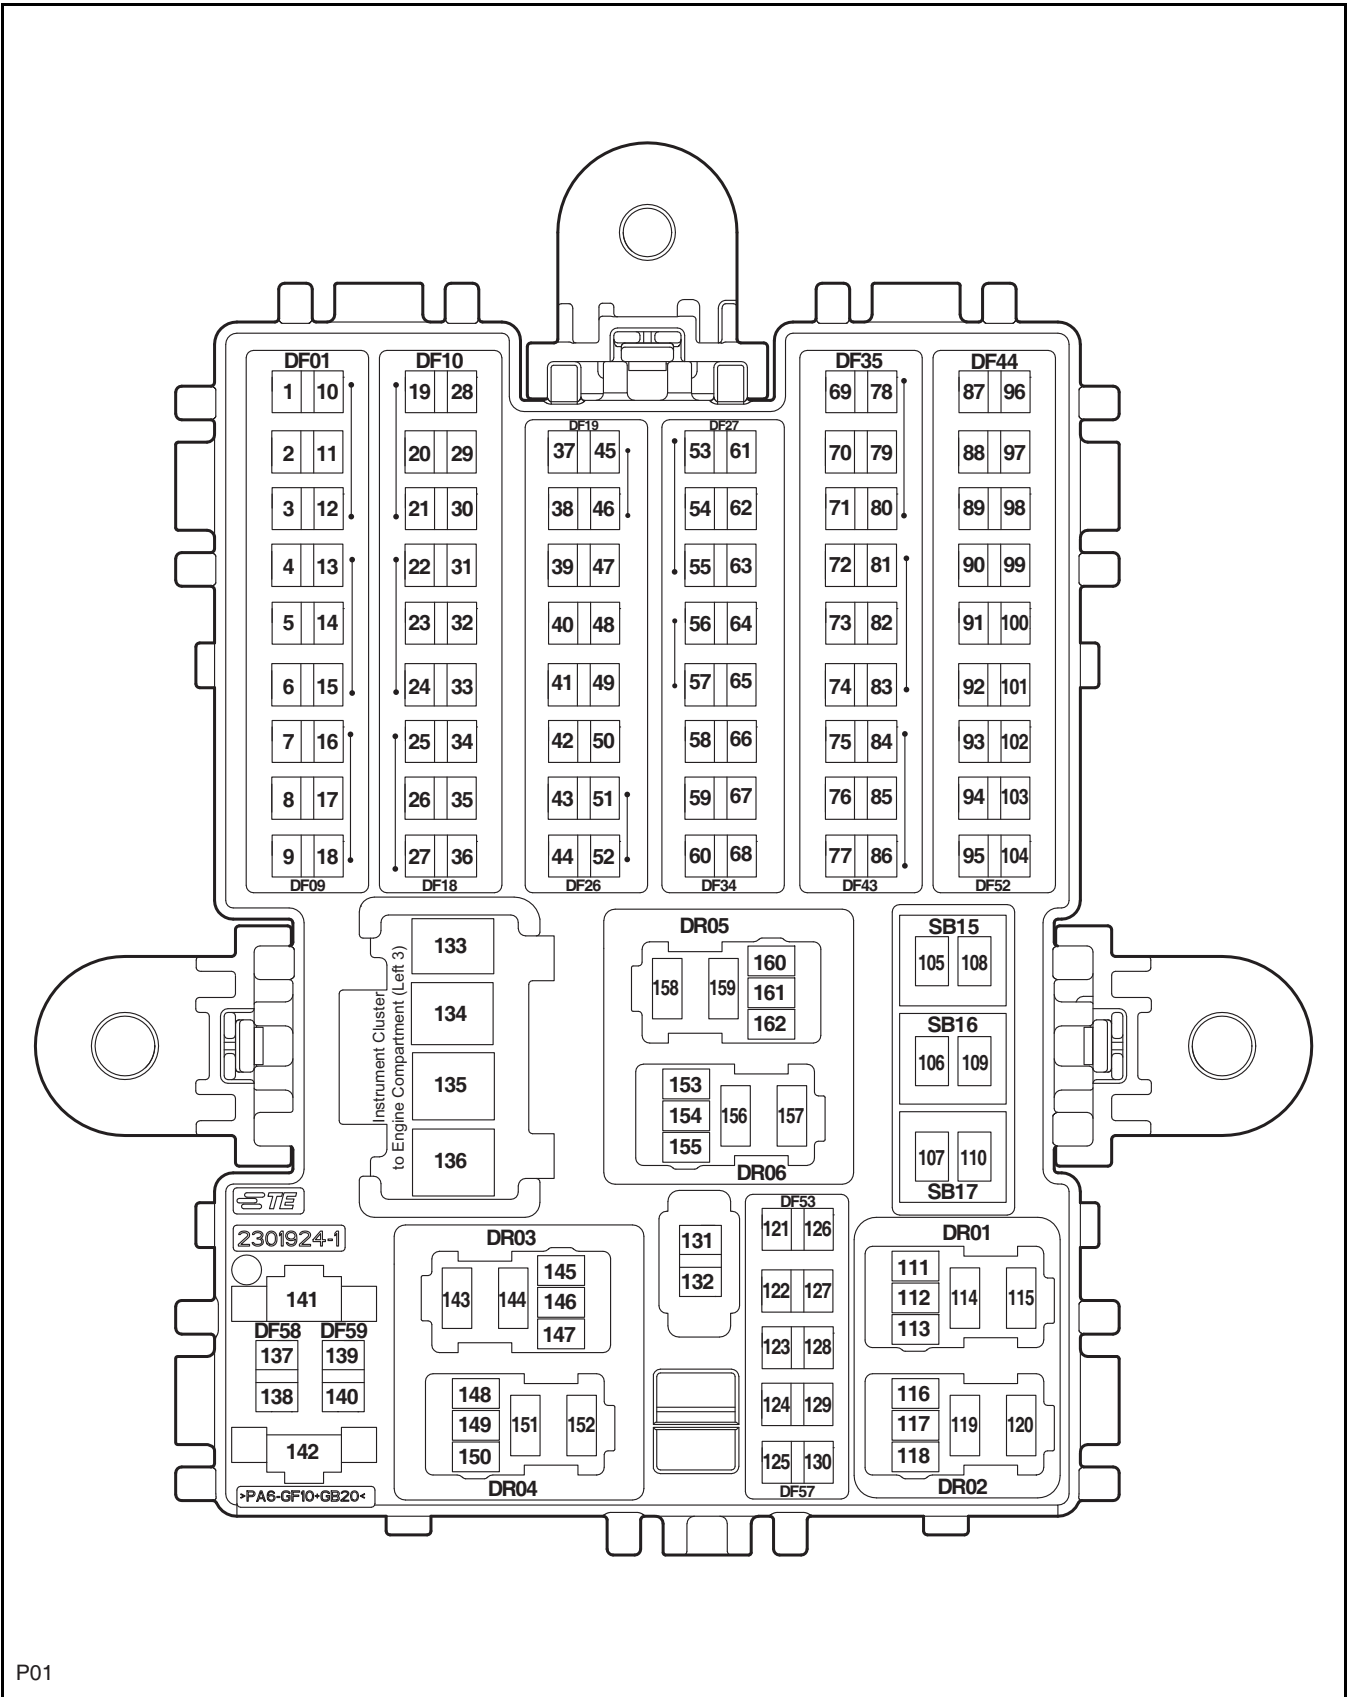 DF01 DF10 DF35 DF44
1 10 19 28 69 78 87 96
DF19 DF27
2 11 20 29 37 45 53 61 70 79 88 97
3 12 21 30 38 46 54 62 71 80 89 98
4 13 22 31 39 47 55 63 72 81 90 99
5 14 23 32 40 48 56 64 73 82 91 100
6 15 24 33 41 49 57 65 74 83 92 101
7 16 25 34 42 50 58 66 75 84 93 102
8 17 26 35 43 51 59 67 76 85 94 103
9 18 27 36 44 52 60 68 77 86 95 104
DF09 DF18 DF26 DF34 DF43 DF52
Instrument Cluster
to Engine Compartment (Left 3)
133
134
135
136
DR05
158 159 160
161
162
153
154 156 157
155
DR06
SB15
105 108
SB16
106 109
107 110
SB17
TE
2301924-1
141
DF58 DF59
137 139
138 140
142
>PA6-GF10+GB20<
DR03
145
143 144 146
147
148
149 151 152
150
DR04
131
132
DF53
121 126
122 127
123 128
124 129
125 130
DF57
DR01
111
112 114 115
113
116
117 119 120
118
DR02
P01